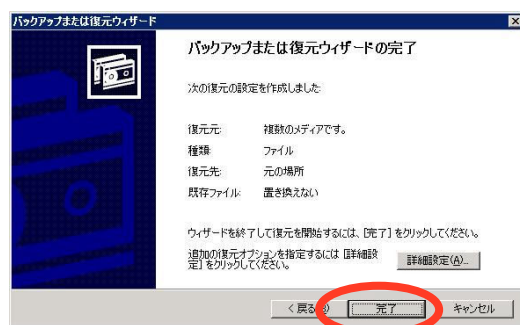 バックアップまたは復元ウィザード
バックアップまたは復元ウィザードの完了
次の復元の設定を作成しました:
復元元: 複数のメディアです。
種類: ファイル
復元先: 元の場所
既存ファイル: 置き換えない
ウィザードを終了して復元を開始するには、[完了] をクリックしてください。
追加の復元オプションを指定するには [詳細設
定] をクリックしてください。
詳細設定(A)...
< 戻る
完了
キャンセル